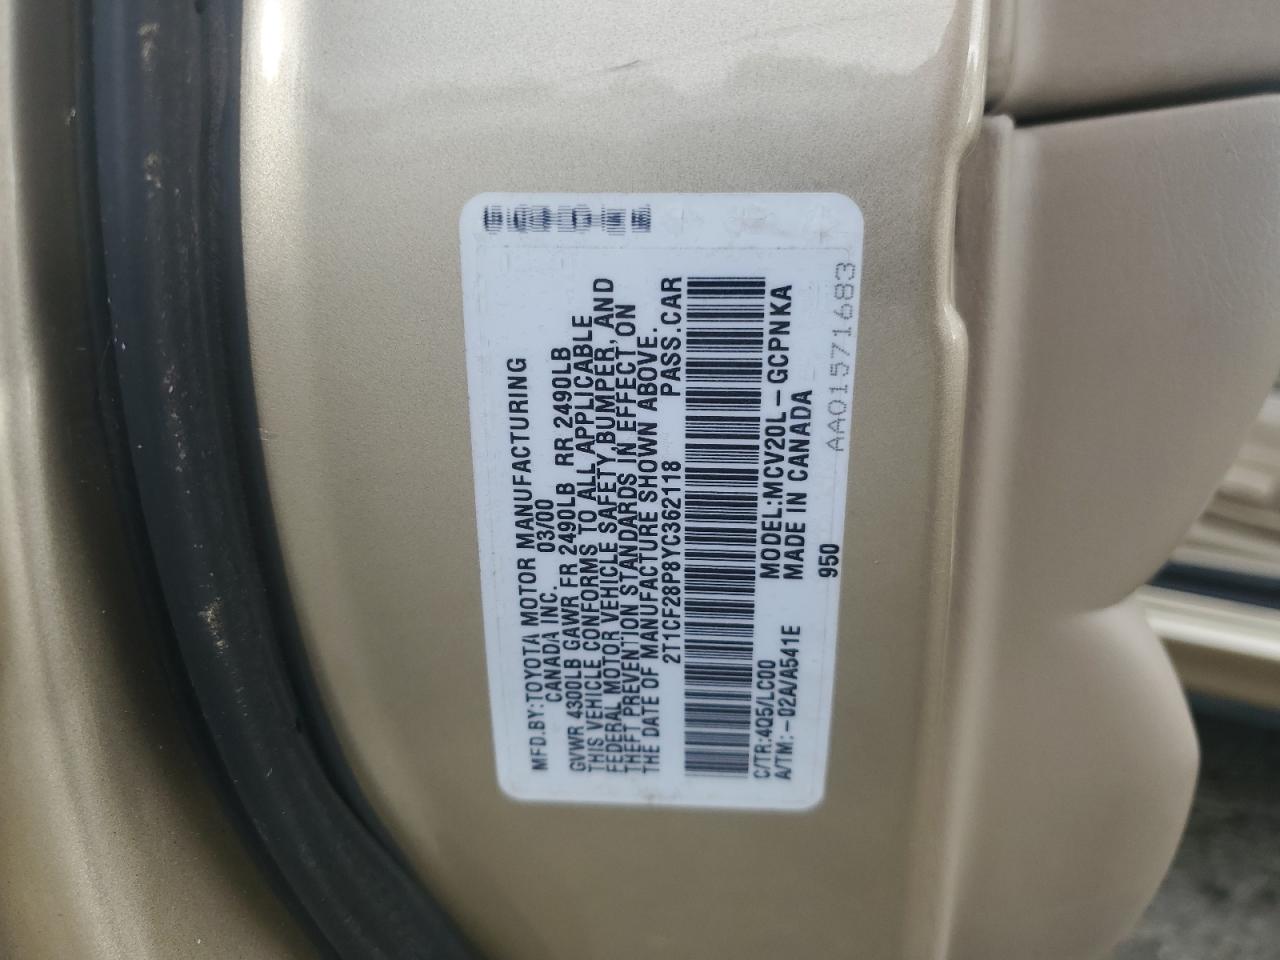 MFD.BY:TOYOTA MOTOR MANUFACTURING
CANADA INC. 03/00
GVWR 4300LB GAWR FR 2490LB RR 2490LB
THIS VEHICLE CONFORMS TO ALL APPLICABLE
FEDERAL MOTOR VEHICLE SAFETY,BUMPER, AND
THEFT PREVENTION STANDARDS IN EFFECT ON
THE DATE OF MANUFACTURE SHOWN ABOVE.
2T1CF28P8YC362118 PASS.CAR
C/TR:4Q5/LC00 MODEL:MCV20L-GCPNKA
A/TM:-02A/A541E MADE IN CANADA
950
AA01571683